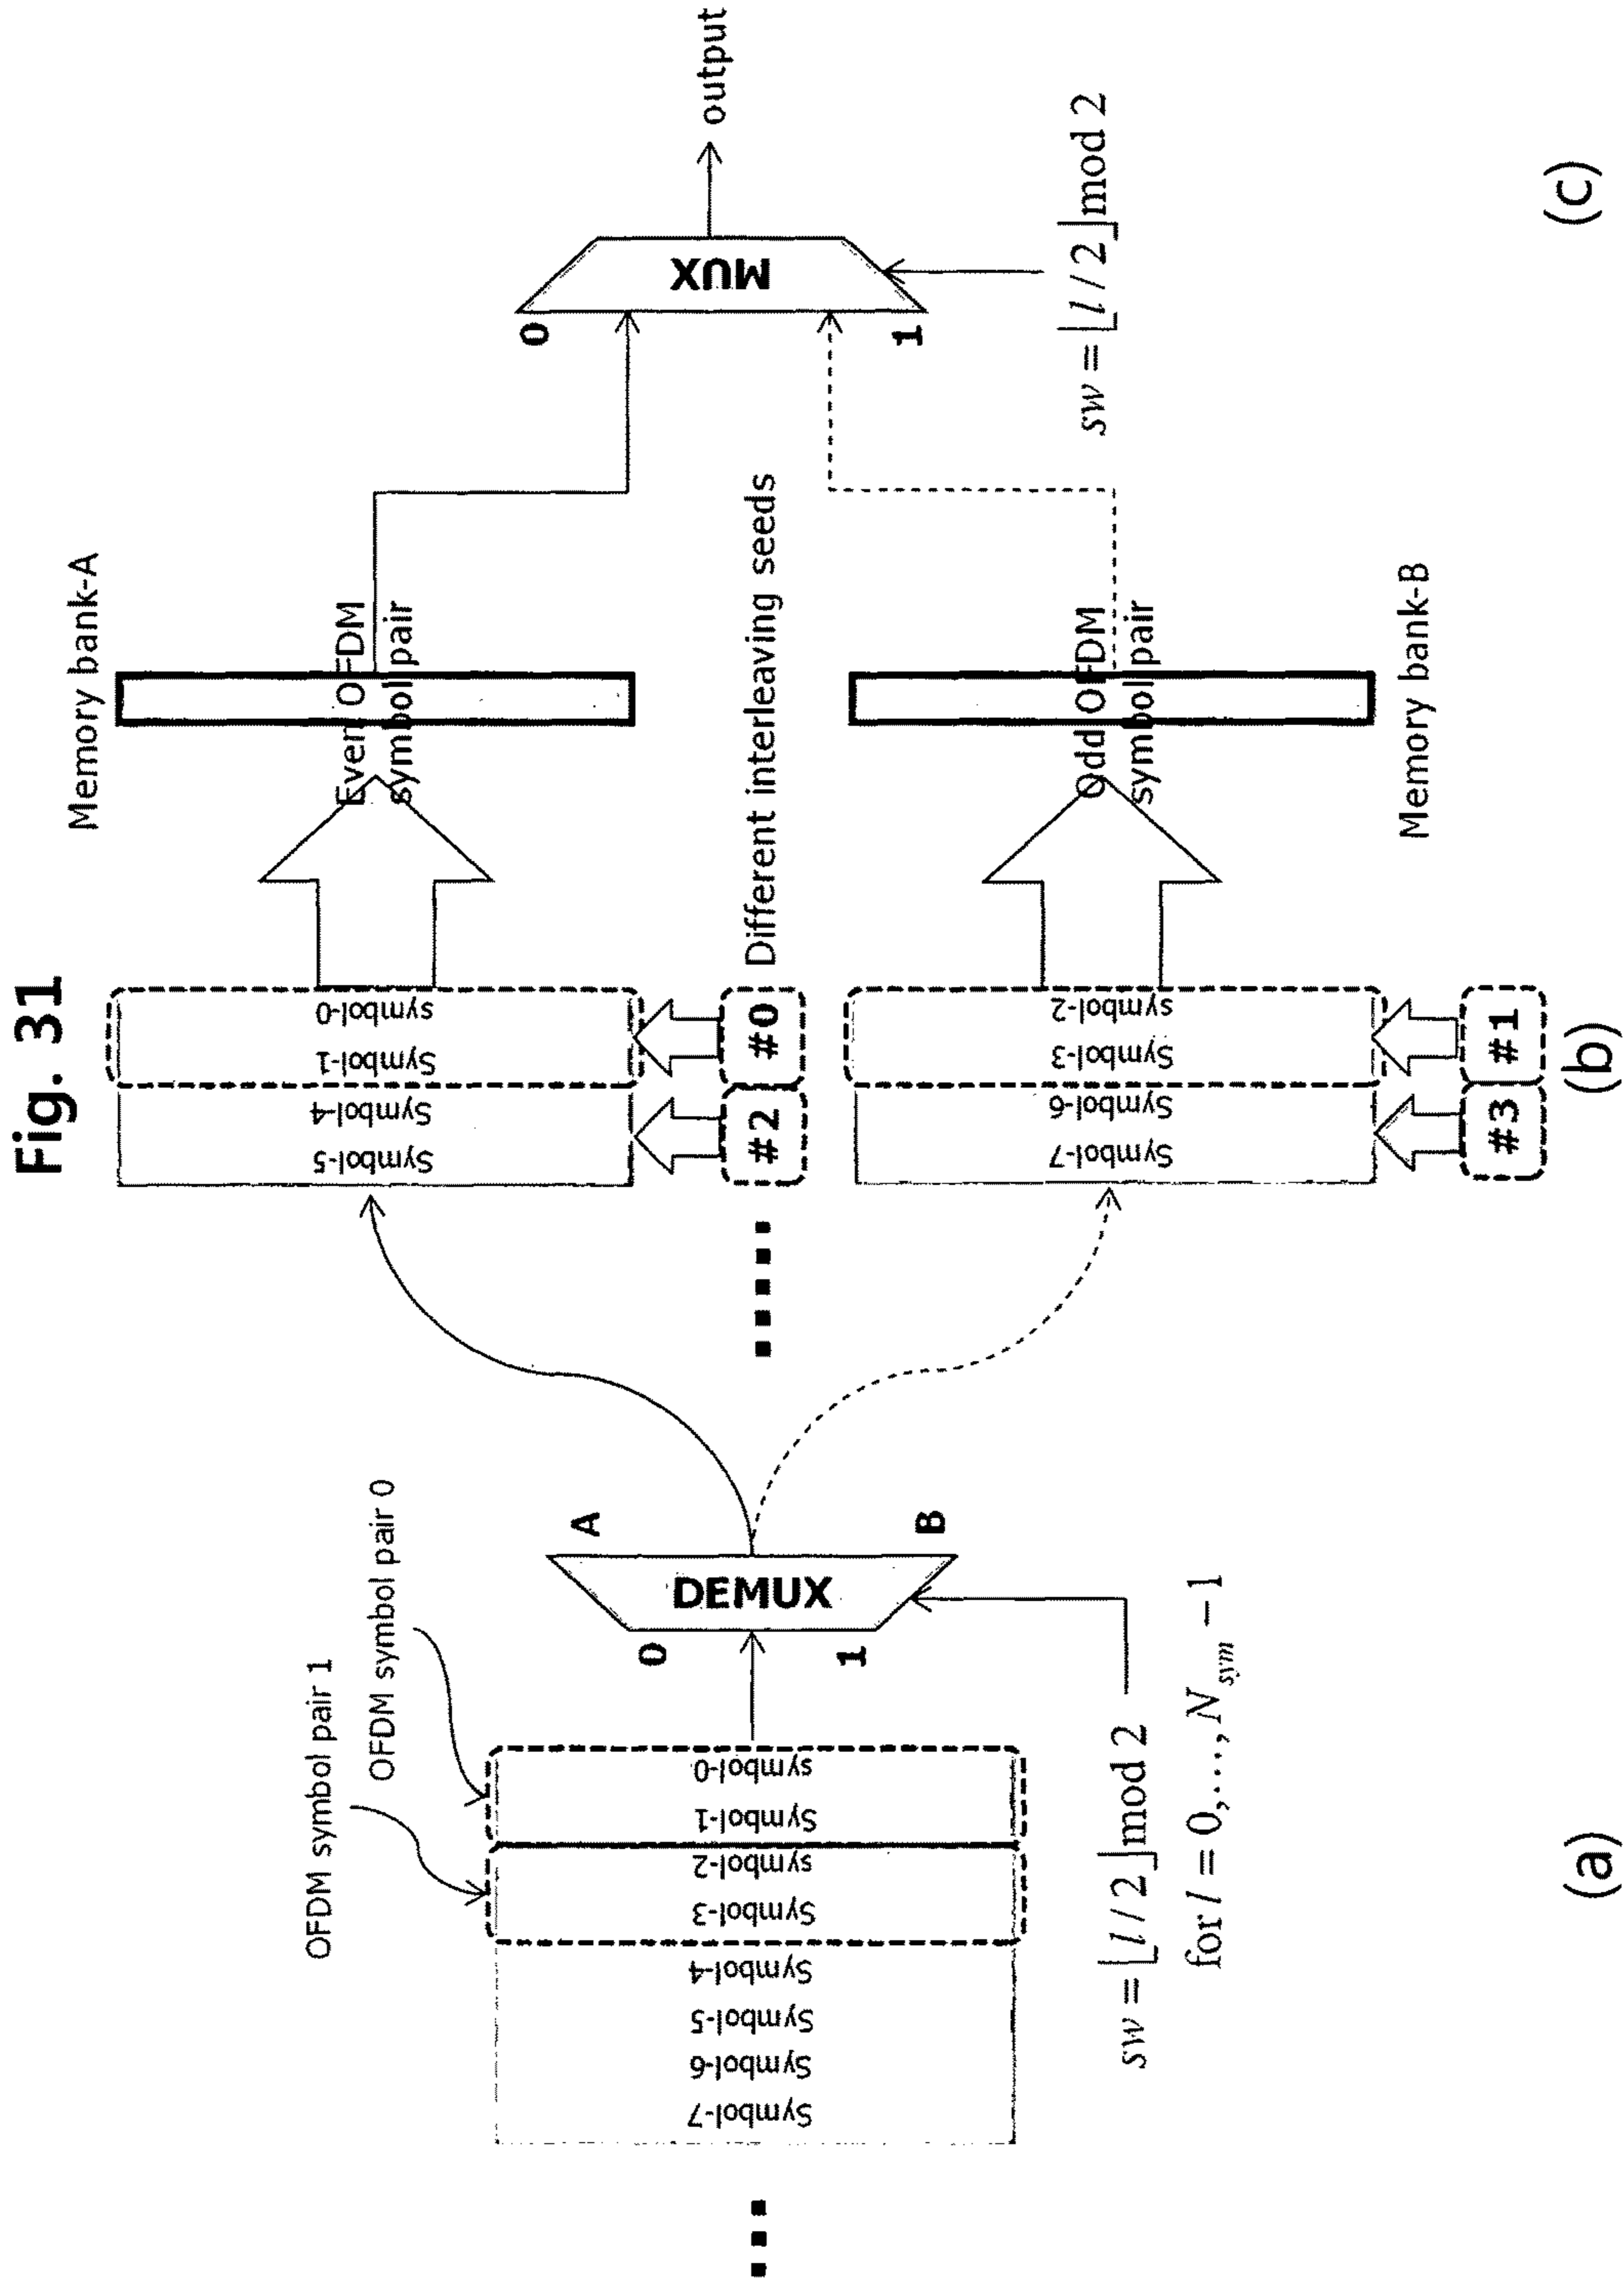 Fig. 31
OFDM symbol pair 1
OFDM symbol pair 0
Symbol-7
Symbol-6
Symbol-5
Symbol-4
Symbol-3
symbol-2
Symbol-1
symbol-0
0
1
DEMUX
A
B
sw = ⌊l / 2⌋ mod 2
for l = 0,…, N_sym − 1
(a)
Symbol-5
Symbol-4
Symbol-1
symbol-0
#2
#0
Different interleaving seeds
Symbol-7
Symbol-6
Symbol-3
symbol-2
#3
#1
(b)
Memory bank-A
Even OFDM
symbol pair
Odd OFDM
symbol pair
Memory bank-B
0
1
MUX
output
sw = ⌊l / 2⌋ mod 2
(c)